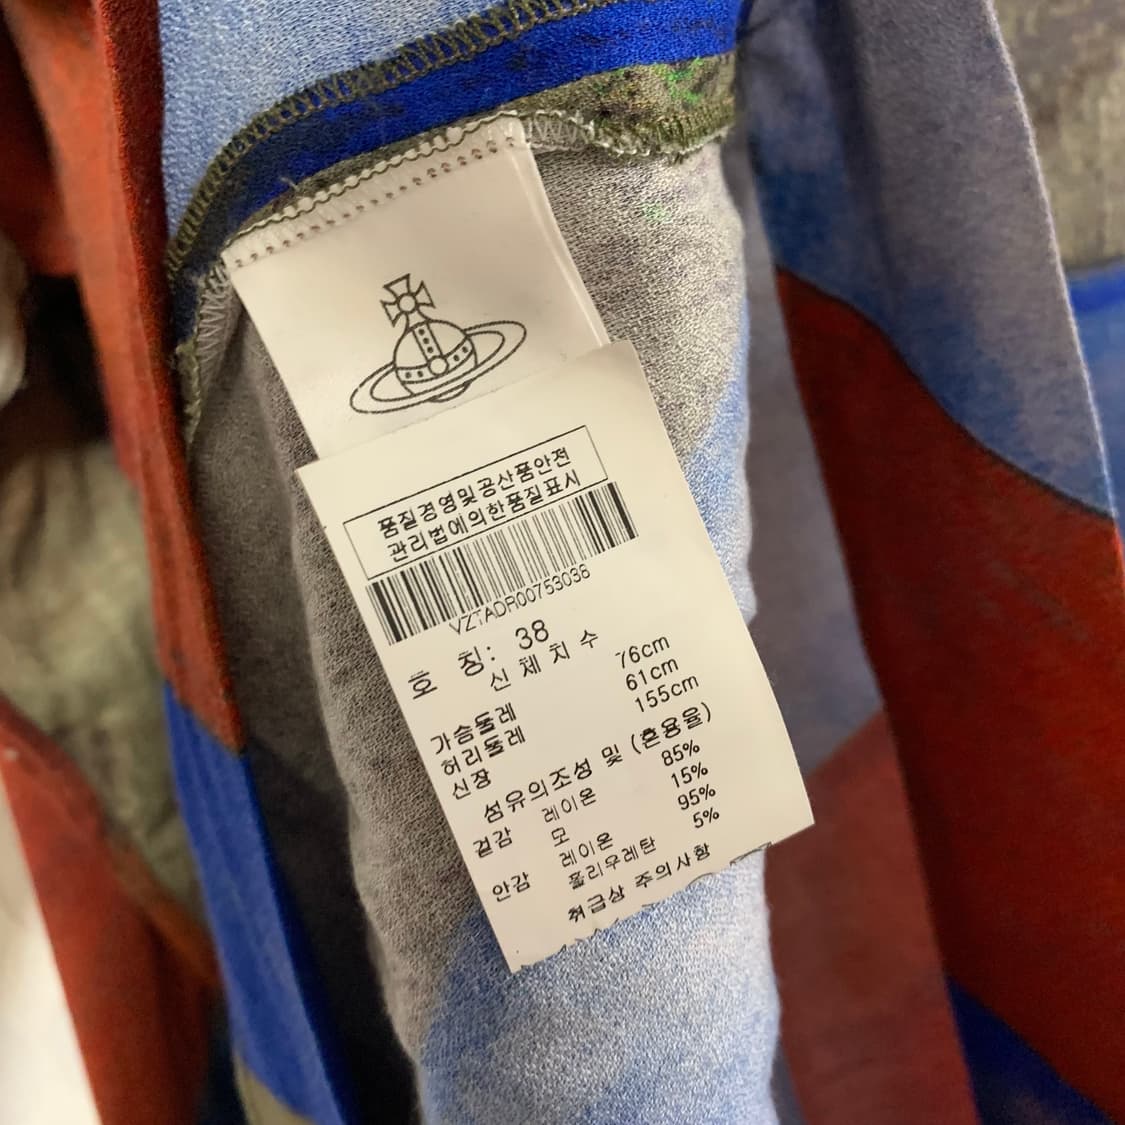 품질경영및공산품안전
관리법에의한품질표시
VZTADR00753038
호 칭: 38
신 체 치 수
가슴둘레 76cm
허리둘레 61cm
신장 155cm
섬유의조성 및 (혼용율)
겉감 레이온 85%
모 15%
안감 레이온 95%
폴리우레탄 5%
취급상 주의사항